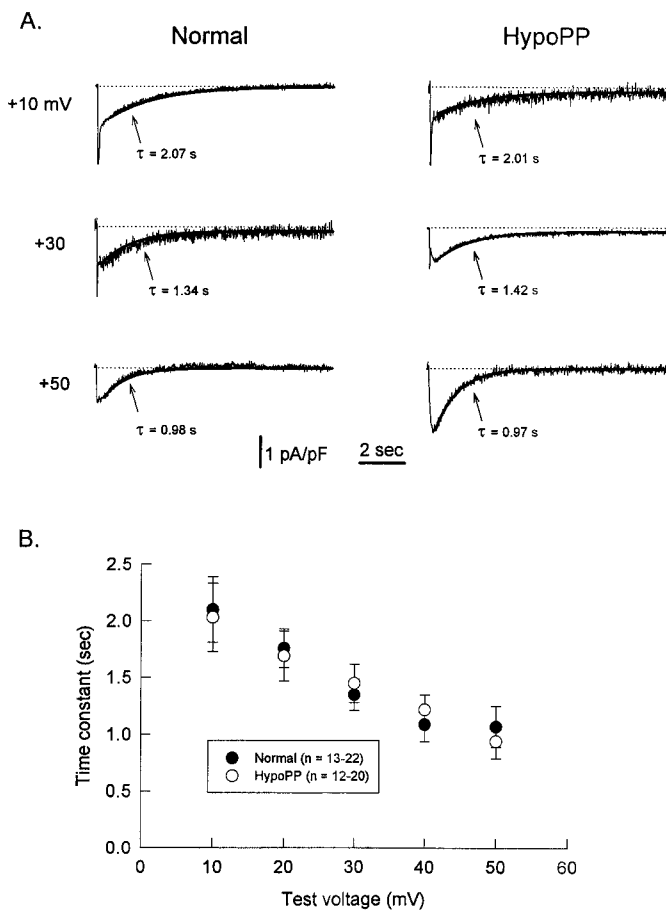 A.
Normal
HypoPP
+10 mV
τ = 2.07 s
τ = 2.01 s
+30
τ = 1.34 s
τ = 1.42 s
+50
τ = 0.98 s
τ = 0.97 s
1 pA/pF
2 sec
B.
2.5
2.0
1.5
1.0
0.5
0.0
Time constant (sec)
Normal (n = 13-22)
HypoPP (n = 12-20)
0
10
20
30
40
50
60
Test voltage (mV)